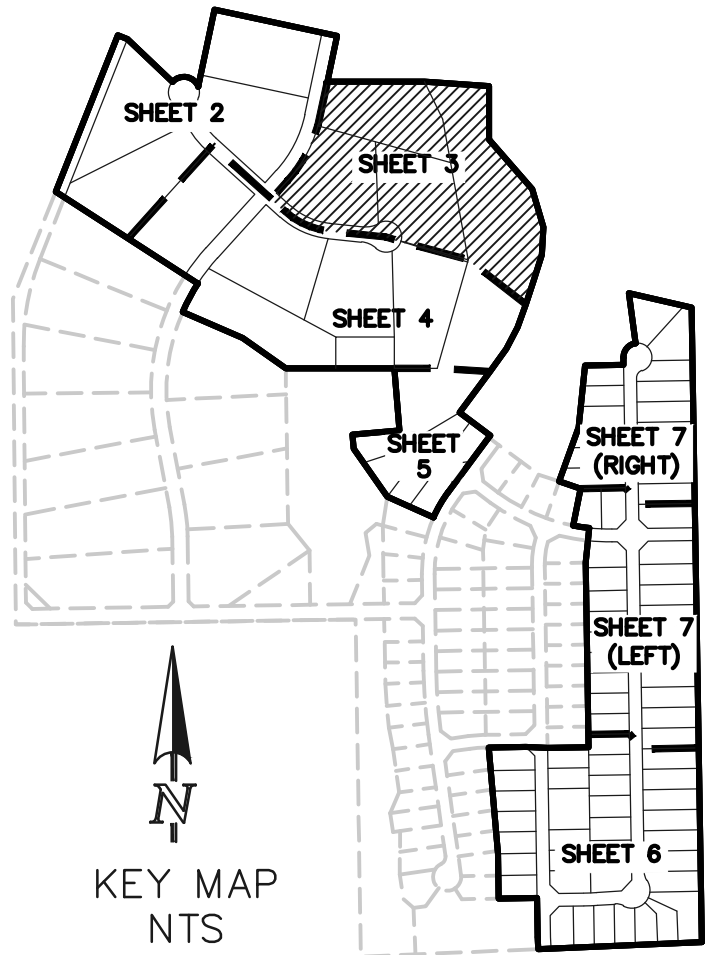 SHEET 2
SHEET 3
SHEET 4
SHEET
5
SHEET 7
(RIGHT)
SHEET 7
(LEFT)
SHEET 6
N
KEY MAP
NTS